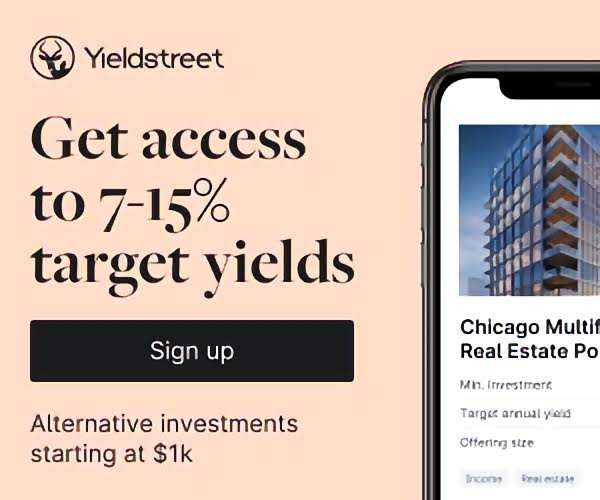 Yieldstreet
Get access
to 7-15%
target yields
Sign up
Alternative investments
starting at $1k
Chicago Multif
Real Estate Po
Min. Investment
Target annual yield
Offering size
Income Real estate